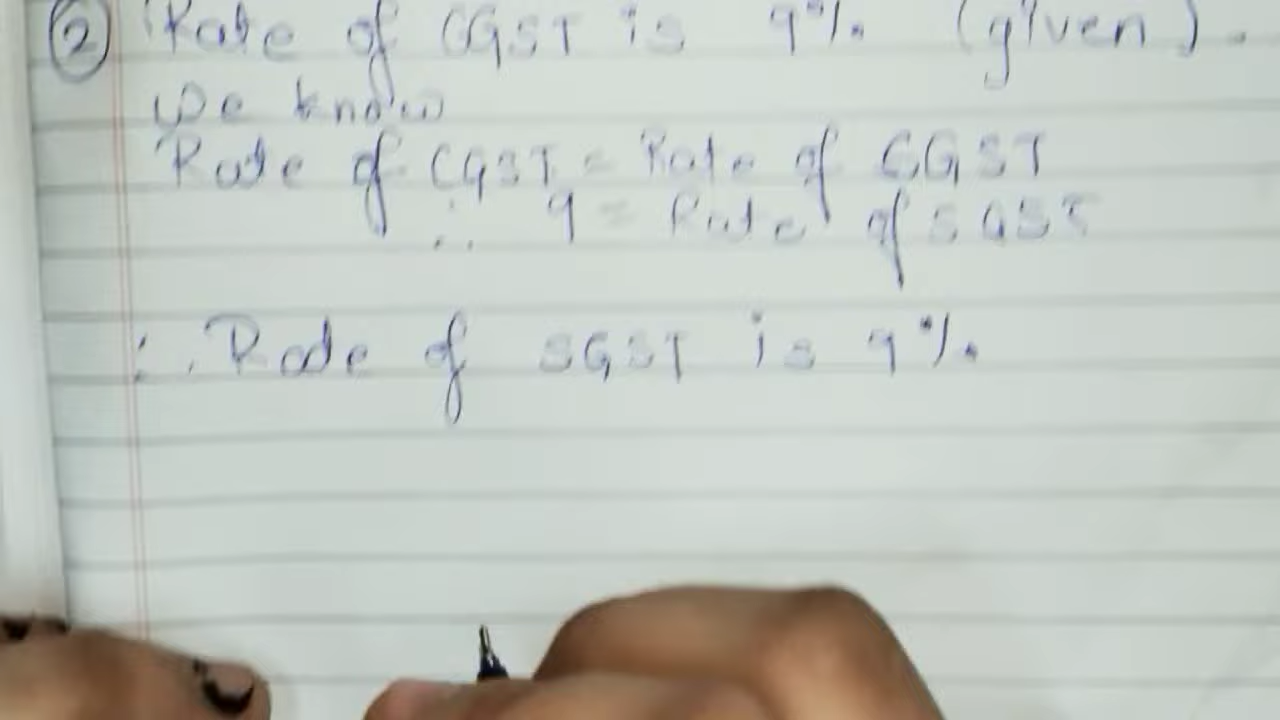 ② Rate of CGST is 9%. (given).
we know
Rate of CGST = Rate of SGST
∴ 9 = Rate of SGST
∴ Rate of SGST is 9%.